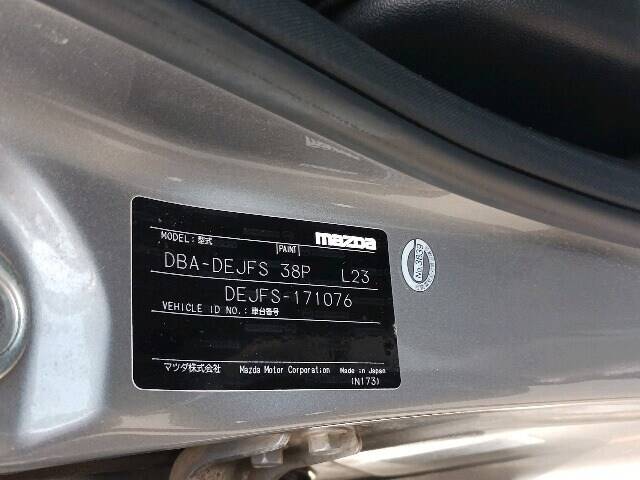 mazda
MODEL:型式 PAINT
DBA-DEJFS 38P L23
DEJFS-171076
VEHICLE ID NO.:車台番号
マツダ株式会社 Mazda Motor Corporation Made in Japan
(N173)